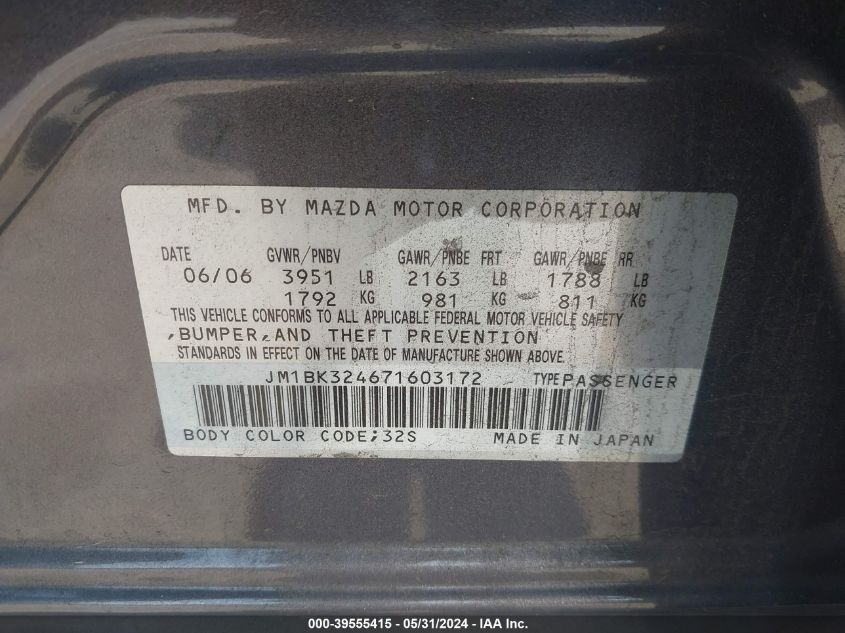 MFD. BY MAZDA MOTOR CORPORATION
DATE GVWR/PNBV GAWR/PNBE FRT GAWR/PNBE RR
06/06 3951 LB 2163 LB 1788 LB
1792 KG 981 KG 811 KG
THIS VEHICLE CONFORMS TO ALL APPLICABLE FEDERAL MOTOR VEHICLE SAFETY
,BUMPER,AND THEFT PREVENTION
STANDARDS IN EFFECT ON THE DATE OF MANUFACTURE SHOWN ABOVE.
JM1BK324671603172 TYPE PASSENGER
BODY COLOR CODE;32S MADE IN JAPAN
000-39555415 - 05/31/2024 - IAA Inc.